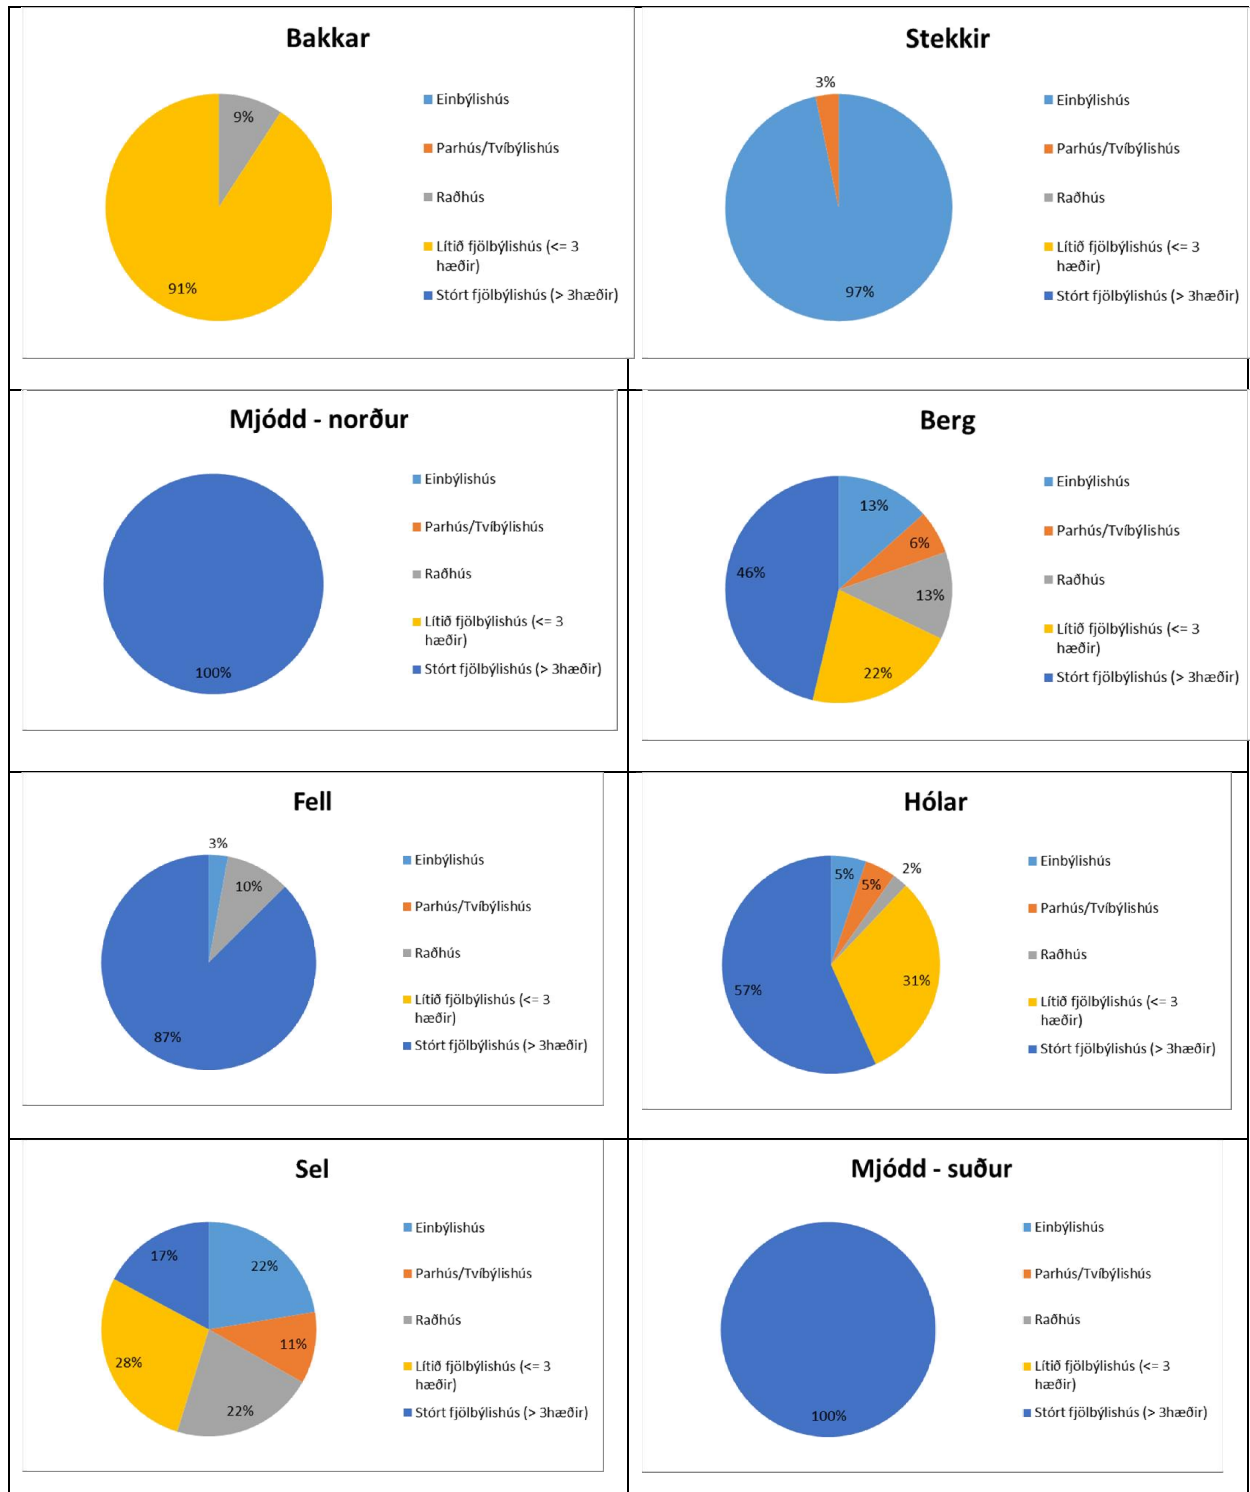 Bakkar
9%
91%
Einbýlishús
Parhús/Tvíbýlishús
Raðhús
Lítið fjölbýlishús (<= 3
hæðir)
Stórt fjölbýlishús (> 3hæðir)
Stekkir
3%
97%
Einbýlishús
Parhús/Tvíbýlishús
Raðhús
Lítið fjölbýlishús (<= 3
hæðir)
Stórt fjölbýlishús (> 3hæðir)
Mjódd - norður
100%
Einbýlishús
Parhús/Tvíbýlishús
Raðhús
Lítið fjölbýlishús (<= 3
hæðir)
Stórt fjölbýlishús (> 3hæðir)
Berg
13%
6%
13%
22%
46%
Einbýlishús
Parhús/Tvíbýlishús
Raðhús
Lítið fjölbýlishús (<= 3
hæðir)
Stórt fjölbýlishús (> 3hæðir)
Fell
3%
10%
87%
Einbýlishús
Parhús/Tvíbýlishús
Raðhús
Lítið fjölbýlishús (<= 3
hæðir)
Stórt fjölbýlishús (> 3hæðir)
Hólar
5%
5%
2%
31%
57%
Einbýlishús
Parhús/Tvíbýlishús
Raðhús
Lítið fjölbýlishús (<= 3
hæðir)
Stórt fjölbýlishús (> 3hæðir)
Sel
22%
11%
22%
28%
17%
Einbýlishús
Parhús/Tvíbýlishús
Raðhús
Lítið fjölbýlishús (<= 3
hæðir)
Stórt fjölbýlishús (> 3hæðir)
Mjódd - suður
100%
Einbýlishús
Parhús/Tvíbýlishús
Raðhús
Lítið fjölbýlishús (<= 3
hæðir)
Stórt fjölbýlishús (> 3hæðir)